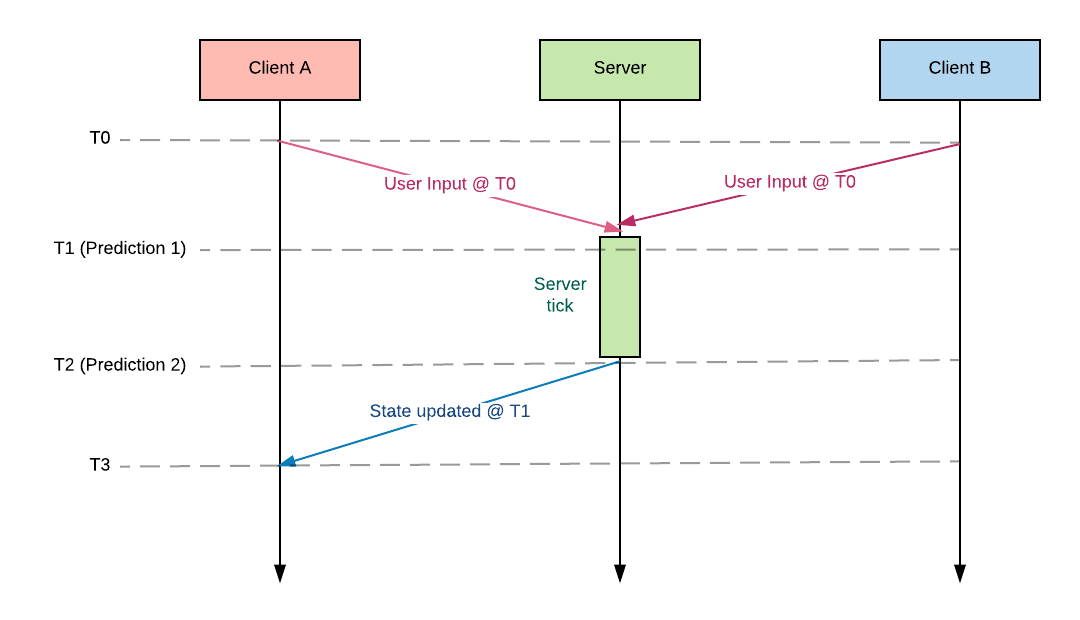 Client A
Server
Client B
T0
User Input @ T0
User Input @ T0
T1 (Prediction 1)
Server
tick
T2 (Prediction 2)
State updated @ T1
T3